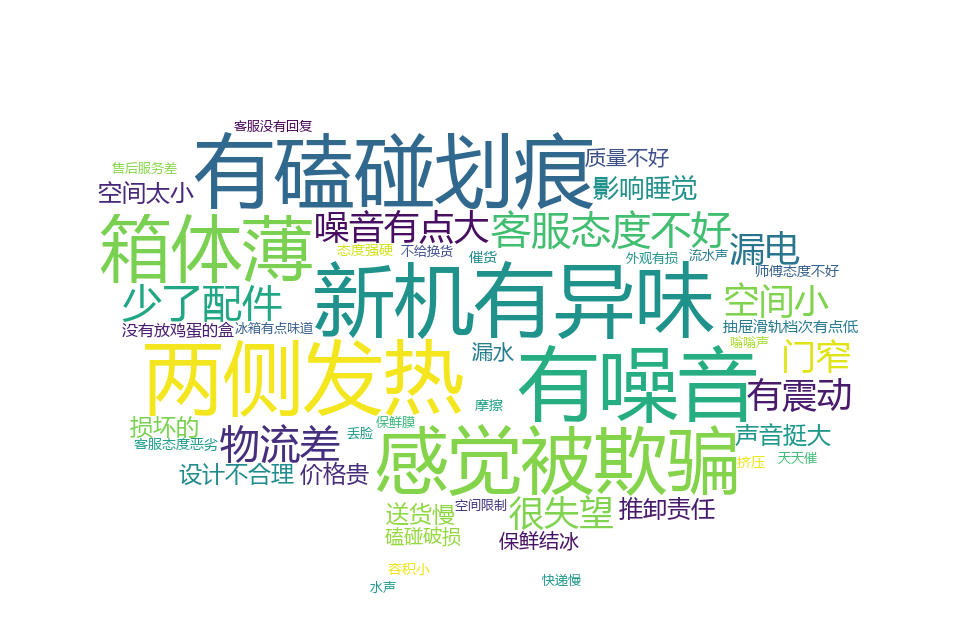 客服没有回复
有磕碰划痕
质量不好
售后服务差
空间太小
影响睡觉
箱体薄
噪音有点大
客服态度不好
漏电
态度强硬
不给换货
催货
外观有损
流水声
师傅态度不好
新机有异味
少了配件
空间小
没有放鸡蛋的盒
冰箱有点味道
抽屉滑轨档次有点低
两侧发热
漏水
有噪音
嗡嗡声
门窄
有震动
摩擦
损坏的
保鲜膜
客服态度恶劣
物流差
丢脸
感觉被欺骗
声音挺大
天天催
挤压
设计不合理
价格贵
送货慢
空间限制
很失望
推卸责任
磕碰破损
保鲜结冰
容积小
水声
快递慢